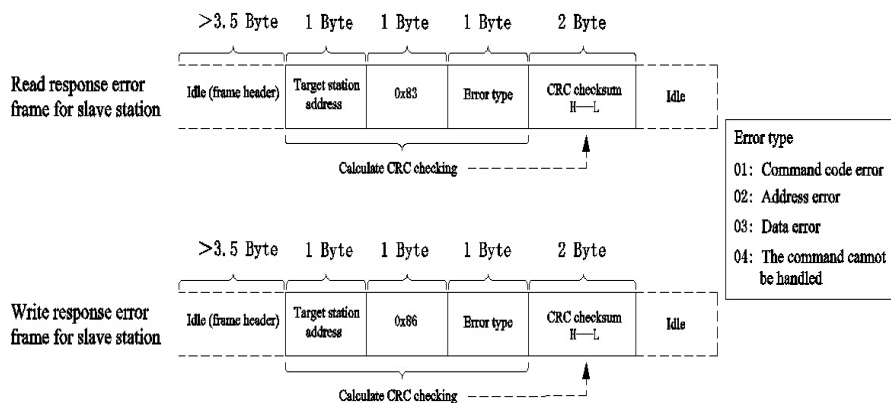 >3.5 Byte 1 Byte 1 Byte 1 Byte 2 Byte
Read response error
frame for slave station
Idle (frame header)
Target station
address
0x83
Error type
CRC checksum
H—L
Idle
Calculate CRC checking
Error type
01: Command code error
02: Address error
03: Data error
04: The command cannot
be handled
>3.5 Byte 1 Byte 1 Byte 1 Byte 2 Byte
Write response error
frame for slave station
Idle (frame header)
Target station
address
0x86
Error type
CRC checksum
H—L
Idle
Calculate CRC checking